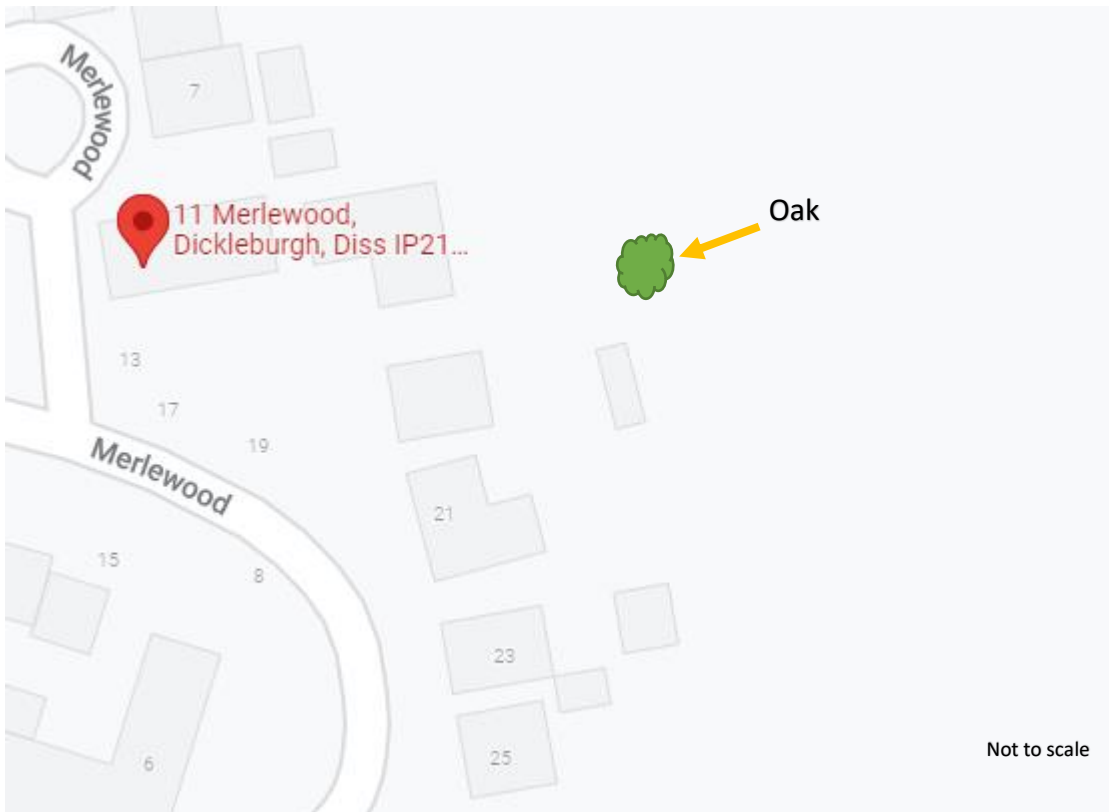 Merlewood
7
11 Merlewood,
Dickleburgh, Diss IP21...
Oak
13
17
19
Merlewood
21
15
8
23
25
6
Not to scale